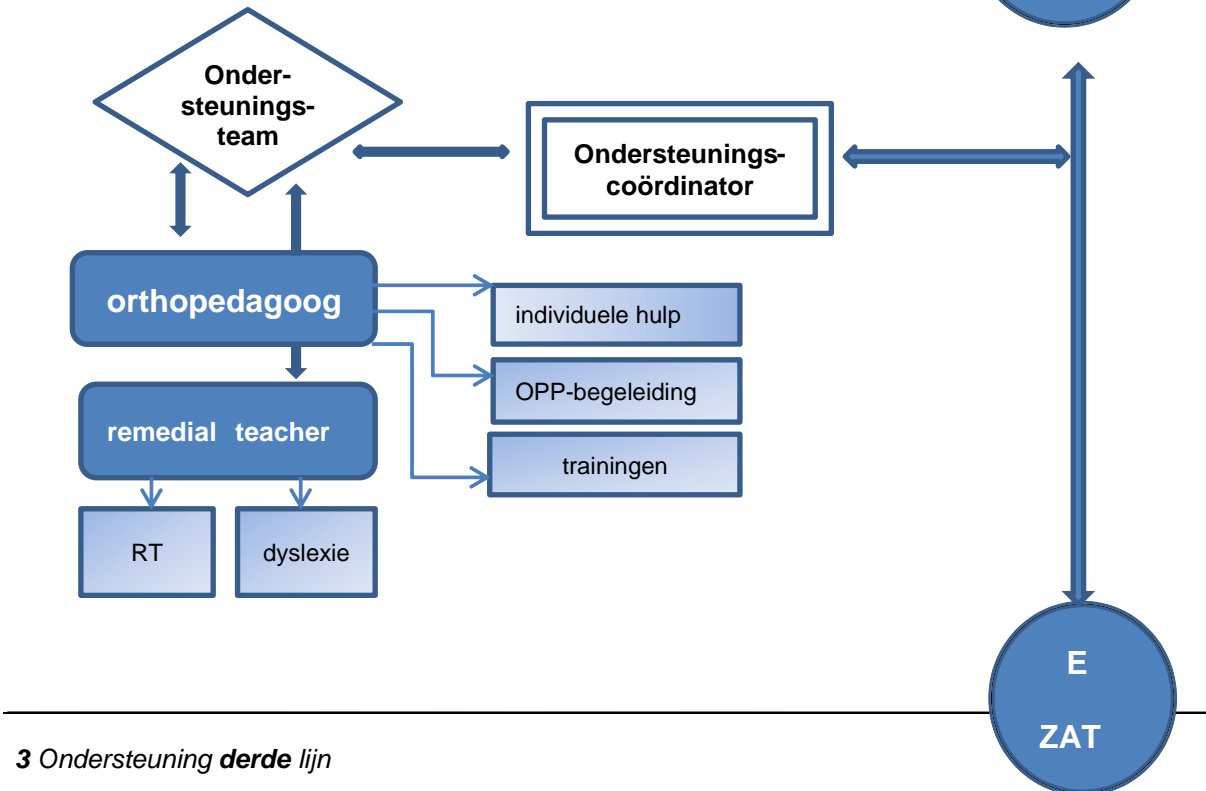 Onder-
steunings-
team
Ondersteunings-
coördinator
orthopedagoog
individuele hulp
OPP-begeleiding
remedial teacher
trainingen
RT
dyslexie
E
ZAT
3 Ondersteuning derde lijn